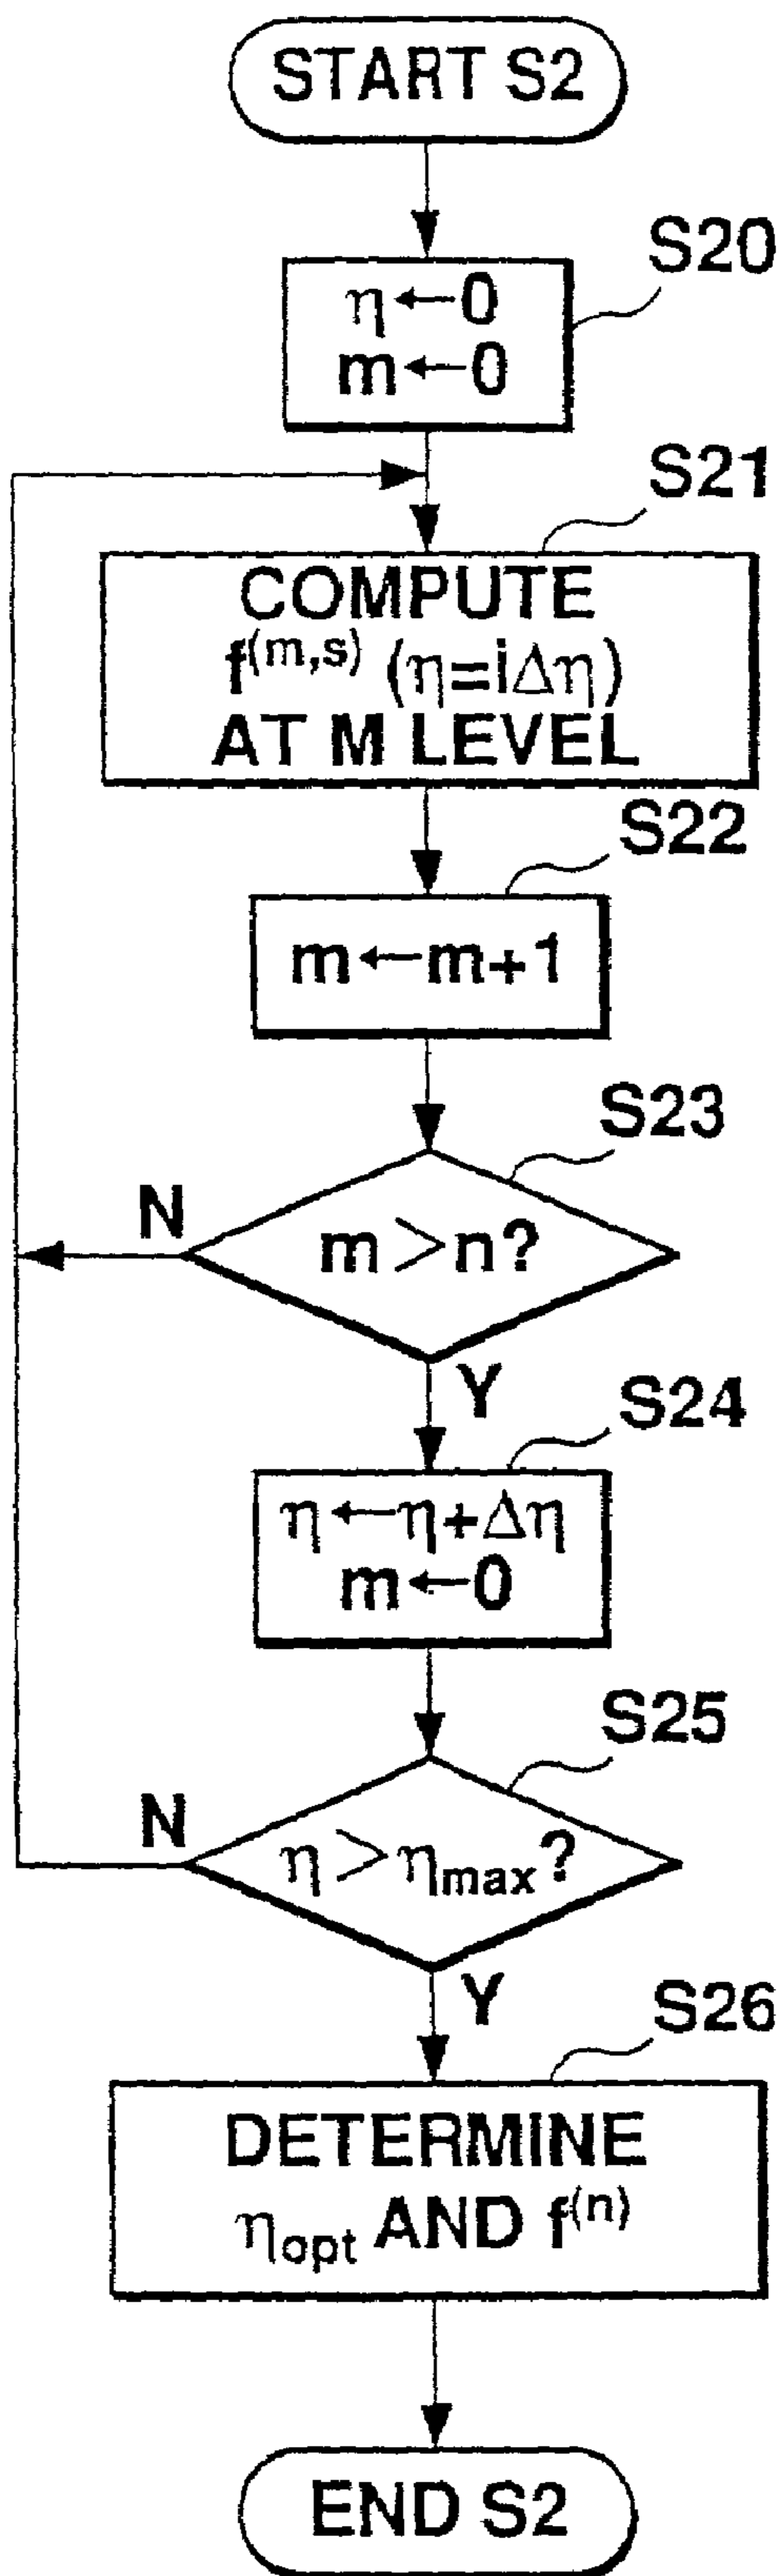 START S2
S20
η←0
m←0
S21
COMPUTE
f(m,s) (η=iΔη)
AT M LEVEL
S22
m←m+1
S23
N
m>n?
Y
S24
η←η+Δη
m←0
S25
N
η>ηmax?
Y
S26
DETERMINE
ηopt AND f(n)
END S2